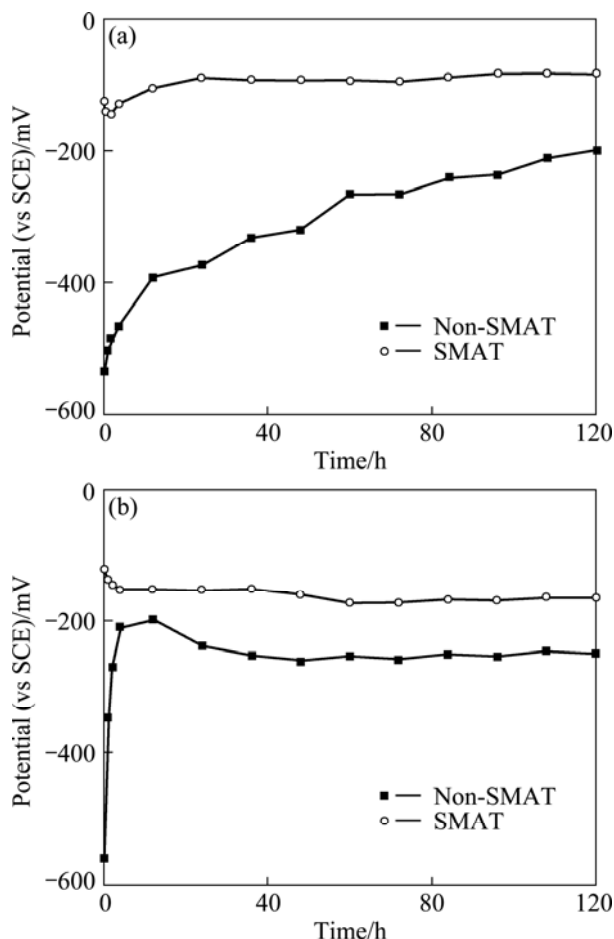 (a)
0
−200
−400
−600
Potential (vs SCE)/mV
Non-SMAT
SMAT
0 40 80 120
Time/h
(b)
0
−200
−400
−600
Potential (vs SCE)/mV
Non-SMAT
SMAT
0 40 80 120
Time/h